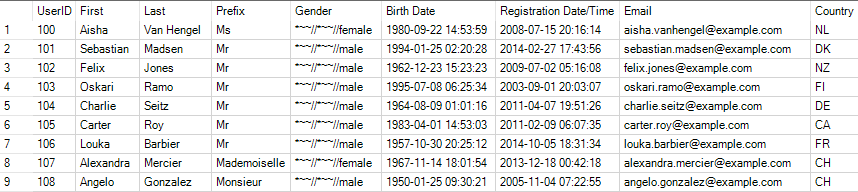 UserID First Last Prefix Gender Birth Date Registration Date/Time Email Country
1 100 Aisha Van Hengel Ms *~~//*~~//female 1980-09-22 14:53:59 2008-07-15 20:16:14 aisha.vanhengel@example.com NL
2 101 Sebastian Madsen Mr *~~//*~~//male 1994-01-25 02:20:28 2014-02-27 17:43:56 sebastian.madsen@example.com DK
3 102 Felix Jones Mr *~~//*~~//male 1962-12-23 15:23:23 2009-07-02 05:16:08 felix.jones@example.com NZ
4 103 Oskari Ramo Mr *~~//*~~//male 1995-07-08 06:25:34 2003-09-01 20:03:07 oskari.ramo@example.com FI
5 104 Charlie Seitz Mr *~~//*~~//male 1964-08-09 01:01:16 2011-04-07 19:51:26 charlie.seitz@example.com DE
6 105 Carter Roy Mr *~~//*~~//male 1983-04-01 14:53:03 2011-02-09 06:07:35 carter.roy@example.com CA
7 106 Louka Barbier Mr *~~//*~~//male 1957-10-30 20:25:12 2014-10-05 18:31:34 louka.barbier@example.com FR
8 107 Alexandra Mercier Mademoiselle *~~//*~~//female 1967-11-14 18:01:54 2013-12-18 00:42:18 alexandra.mercier@example.com CH
9 108 Angelo Gonzalez Monsieur *~~//*~~//male 1950-01-25 09:30:21 2005-11-04 07:22:55 angelo.gonzalez@example.com CH